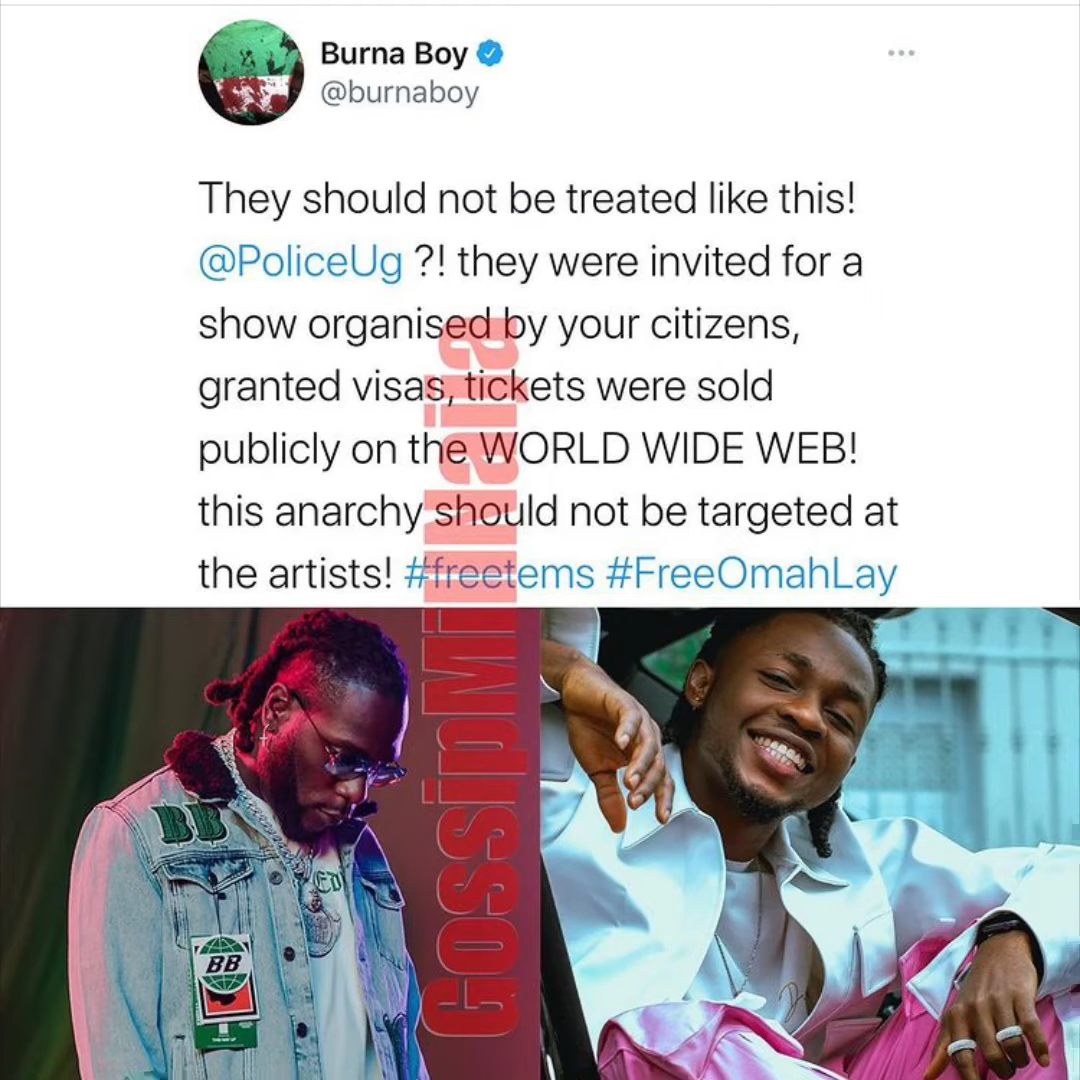 Burna Boy
@burnaboy
They should not be treated like this!
@PoliceUg ?! they were invited for a
show organised by your citizens,
granted visas, tickets were sold
publicly on the WORLD WIDE WEB!
this anarchy should not be targeted at
the artists! #freetems #FreeOmahLay
GossipMillNaija
BB
BB